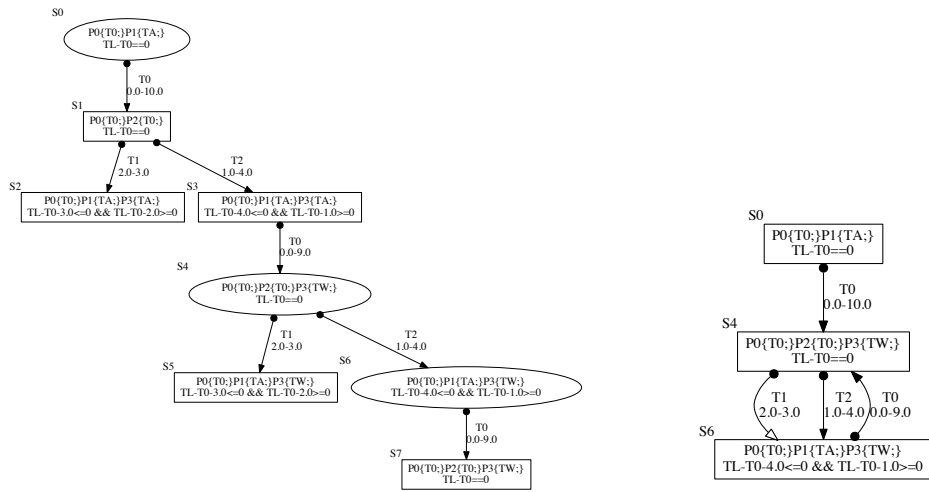 S0
P0{T0;}P1{TA;}
TL-T0==0
T0
0.0-10.0
S1
P0{T0;}P2{T0;}
TL-T0==0
T1
2.0-3.0
T2
1.0-4.0
S2
P0{T0;}P1{TA;}P3{TA;}
TL-T0-3.0<=0 && TL-T0-2.0>=0
S3
P0{T0;}P1{TA;}P3{TA;}
TL-T0-4.0<=0 && TL-T0-1.0>=0
T0
0.0-9.0
S4
P0{T0;}P2{T0;}P3{TW;}
TL-T0==0
T1
2.0-3.0
T2
1.0-4.0
S5
P0{T0;}P1{TA;}P3{TW;}
TL-T0-3.0<=0 && TL-T0-2.0>=0
S6
P0{T0;}P1{TA;}P3{TW;}
TL-T0-4.0<=0 && TL-T0-1.0>=0
T0
0.0-9.0
S7
P0{T0;}P2{T0;}P3{TW;}
TL-T0==0
S0
P0{T0;}P1{TA;}
TL-T0==0
T0
0.0-10.0
S4
P0{T0;}P2{T0;}P3{TW;}
TL-T0==0
T1
2.0-3.0
T2
1.0-4.0
T0
0.0-9.0
S6
P0{T0;}P1{TA;}P3{TW;}
TL-T0-4.0<=0 && TL-T0-1.0>=0